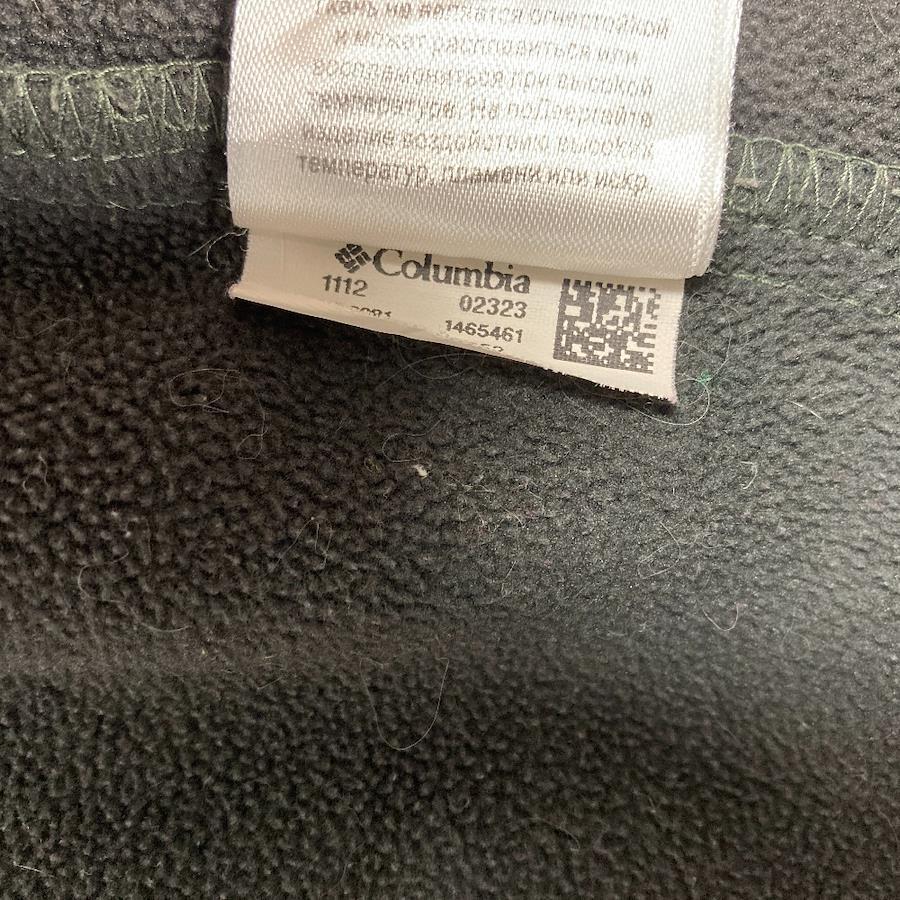 Ткань не является огнестойкой
и может расплавиться или
воспламениться при высокой
температуре. Не подвергайте
изделие воздействию высоких
температур, пламени или искр.
Columbia
1112 02323
1465461